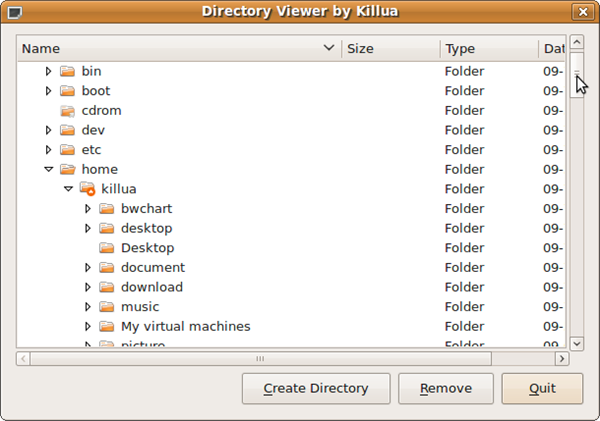 Directory Viewer by Killua
Name Size Type Dat
bin Folder 09-
boot Folder 09-
cdrom Folder 09-
dev Folder 09-
etc Folder 09-
home Folder 09-
killua Folder 09-
bwchart Folder 09-
desktop Folder 09-
Desktop Folder 09-
document Folder 09-
download Folder 09-
music Folder 09-
My virtual machines Folder 09-
picture Folder 09-
Create Directory Remove Quit